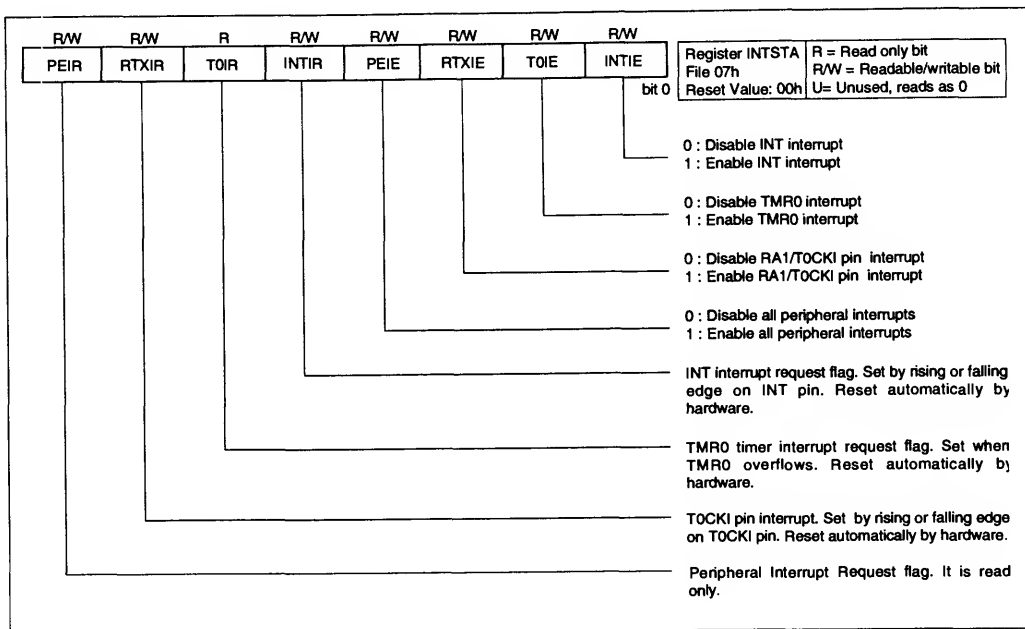 R/W R/W R R/W R/W R/W R/W R/W
PEIR RTXIR T0IR INTIR PEIE RTXIE T0IE INTIE
bit 0
Register INTSTA
File 07h
Reset Value: 00h
R = Read only bit
R/W = Readable/writable bit
U= Unused, reads as 0
0 : Disable INT interrupt
1 : Enable INT interrupt
0 : Disable TMR0 interrupt
1 : Enable TMR0 interrupt
0 : Disable RA1/T0CKI pin interrupt
1 : Enable RA1/T0CKI pin interrupt
0 : Disable all peripheral interrupts
1 : Enable all peripheral interrupts
INT interrupt request flag. Set by rising or falling
edge on INT pin. Reset automatically by
hardware.
TMR0 timer interrupt request flag. Set when
TMR0 overflows. Reset automatically by
hardware.
T0CKI pin interrupt. Set by rising or falling edge
on T0CKI pin. Reset automatically by hardware.
Peripheral Interrupt Request flag. It is read
only.